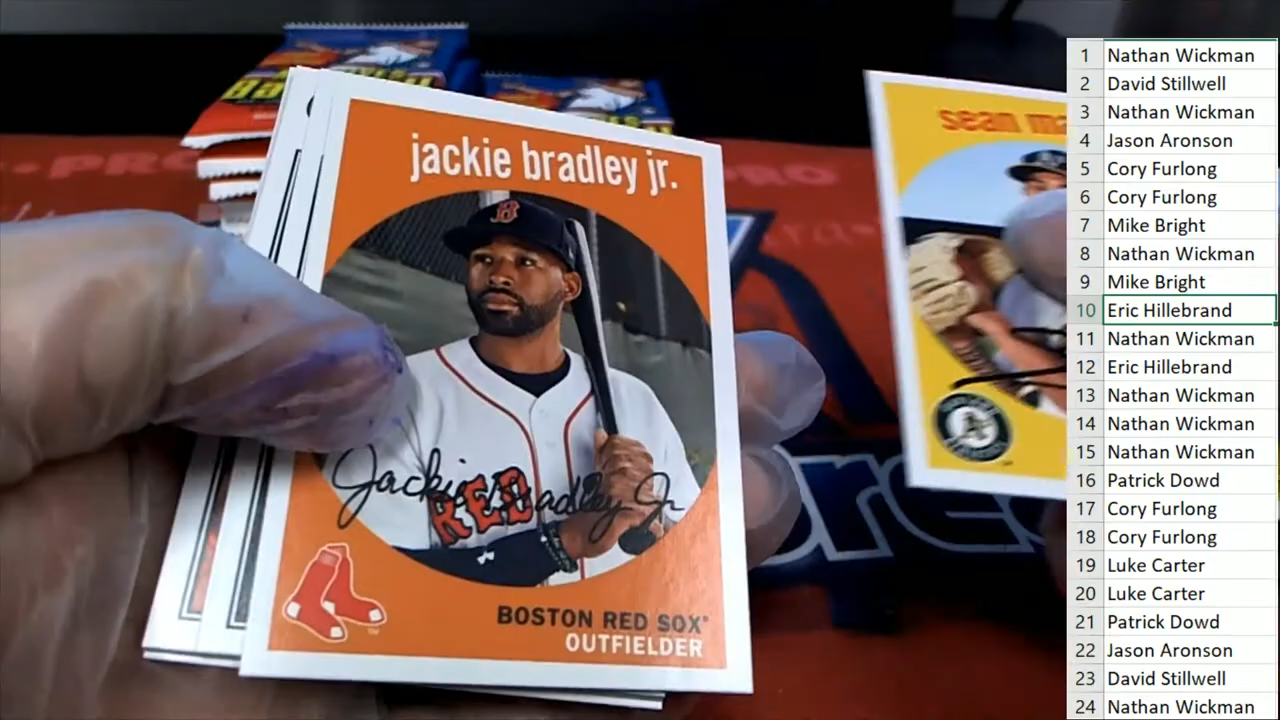 jackie bradley jr.
B
RED
Jackie Bradley Jr
BOSTON RED SOX
OUTFIELDER
sean ma
PRO
1 Nathan Wickman
2 David Stillwell
3 Nathan Wickman
4 Jason Aronson
5 Cory Furlong
6 Cory Furlong
7 Mike Bright
8 Nathan Wickman
9 Mike Bright
10 Eric Hillebrand
11 Nathan Wickman
12 Eric Hillebrand
13 Nathan Wickman
14 Nathan Wickman
15 Nathan Wickman
16 Patrick Dowd
17 Cory Furlong
18 Cory Furlong
19 Luke Carter
20 Luke Carter
21 Patrick Dowd
22 Jason Aronson
23 David Stillwell
24 Nathan Wickman